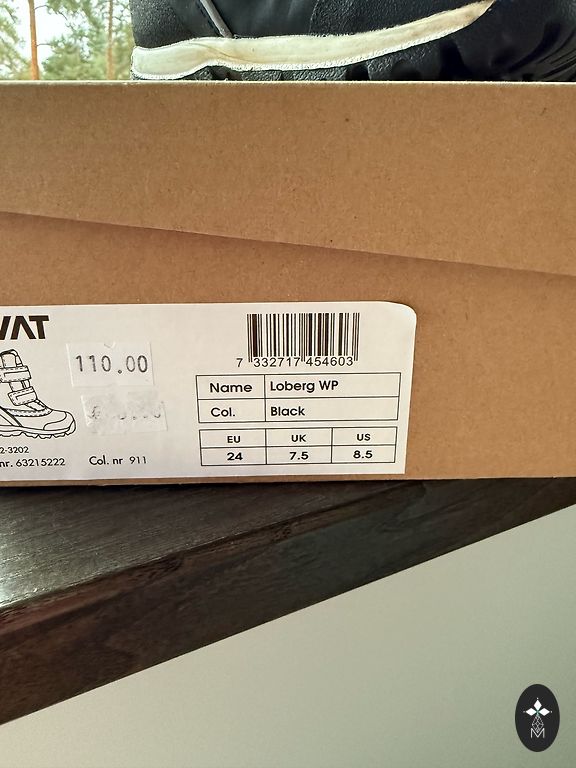 VAT
110.00
7 332717 454603
Name Loberg WP
Col. Black
EU UK US
24 7.5 8.5
2-3202
nr. 63215222 Col. nr 911
M